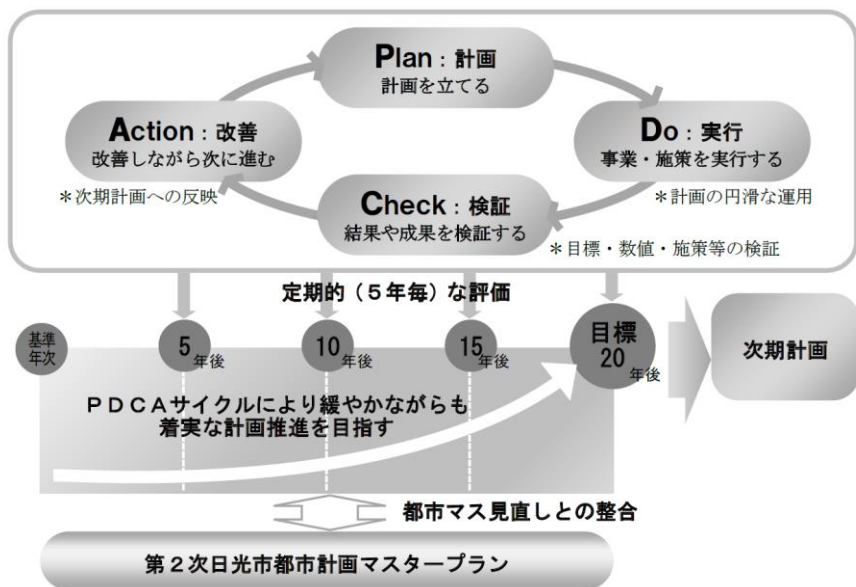 Plan：計画
計画を立てる
Action：改善
改善しながら次に進む
Do：実行
事業・施策を実行する
＊次期計画への反映
＊計画の円滑な運用
Check：検証
結果や成果を検証する
＊目標・数値・施策等の検証
定期的（５年毎）な評価
基準
年次
5年後
10年後
15年後
目標
20年後
次期計画
ＰＤＣＡサイクルにより緩やかながらも
着実な計画推進を目指す
都市マス見直しとの整合
第２次日光市都市計画マスタープラン